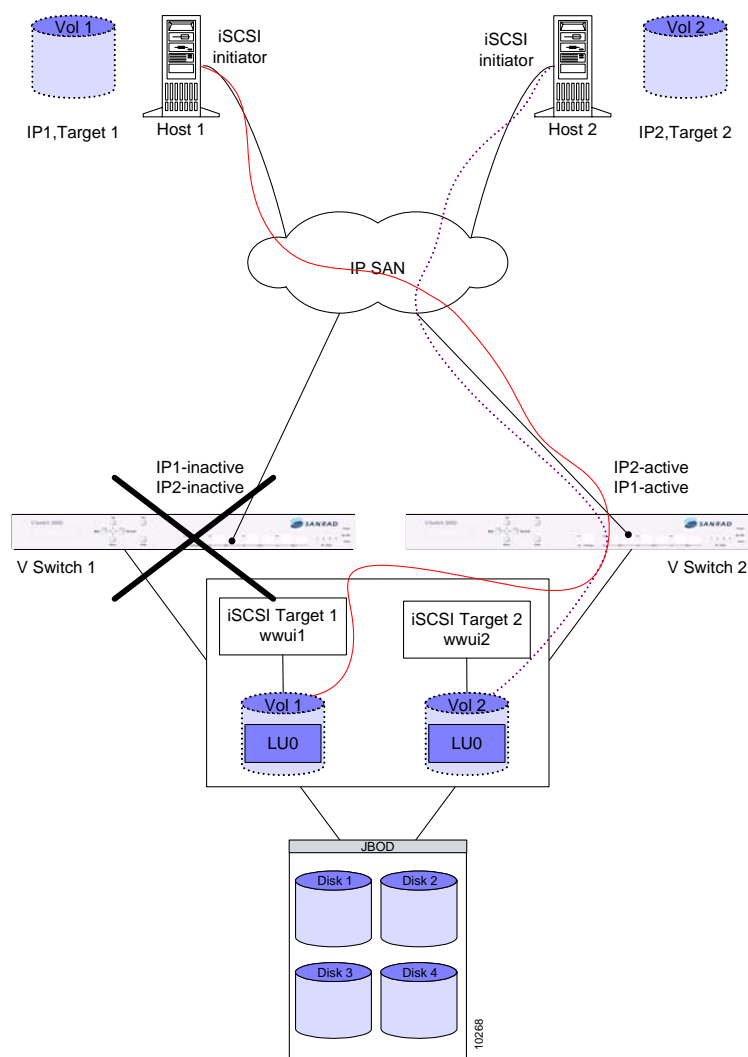 Vol 1
iSCSI
initiator
iSCSI
initiator
Vol 2
IP1,Target 1
Host 1
Host 2
IP2,Target 2
IP SAN
IP1-inactive
IP2-inactive
IP2-active
IP1-active
SANRAD
SANRAD
V Switch 1
V Switch 2
iSCSI Target 1
wwui1
iSCSI Target 2
wwui2
Vol 1
Vol 2
LU0
LU0
JBOD
Disk 1
Disk 2
Disk 3
Disk 4
10268